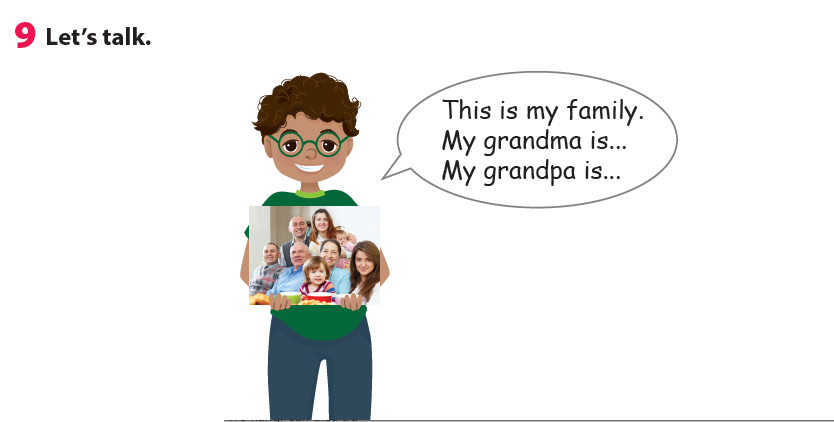 9 Let's talk.
This is my family.
My grandma is...
My grandpa is...